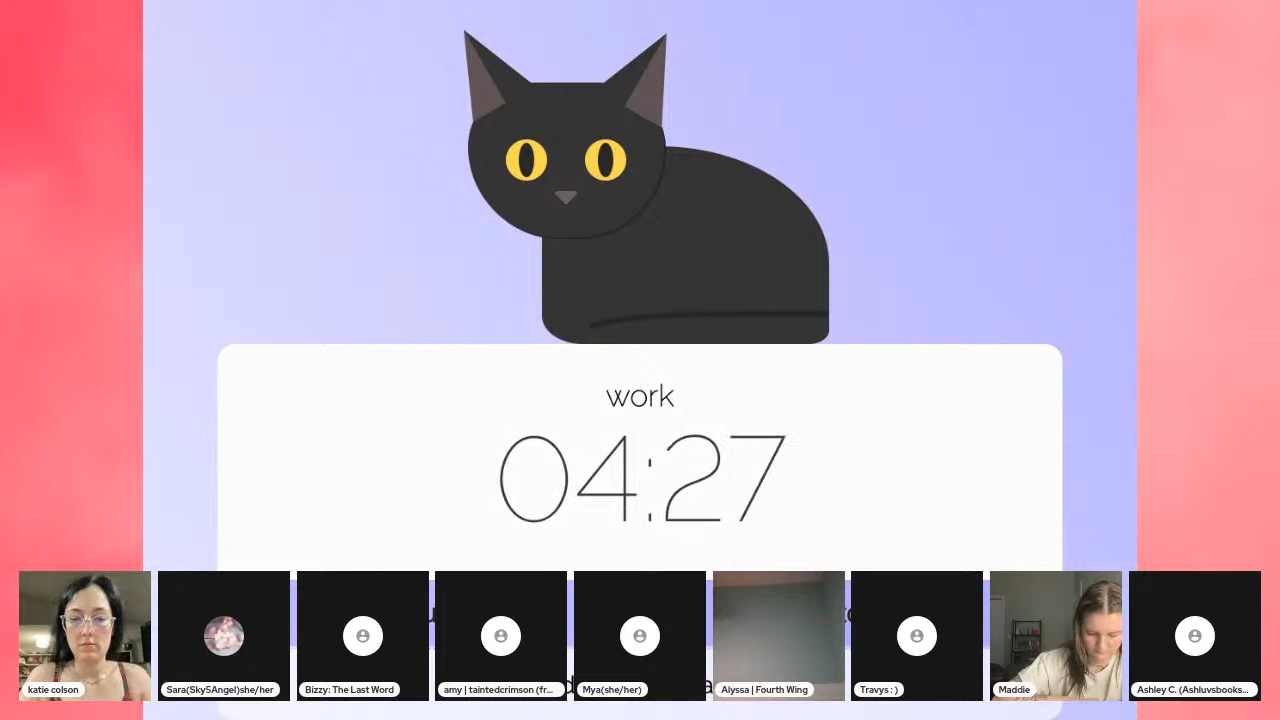 work
04:27
katie colson
Sara(Sky5Angel)she/her
Bizzy: The Last Word
amy | taintedcrimson (fr...
Mya(she/her)
Alyssa | Fourth Wing
Travys : )
Maddie
Ashley C. (Ashluvsbooks...